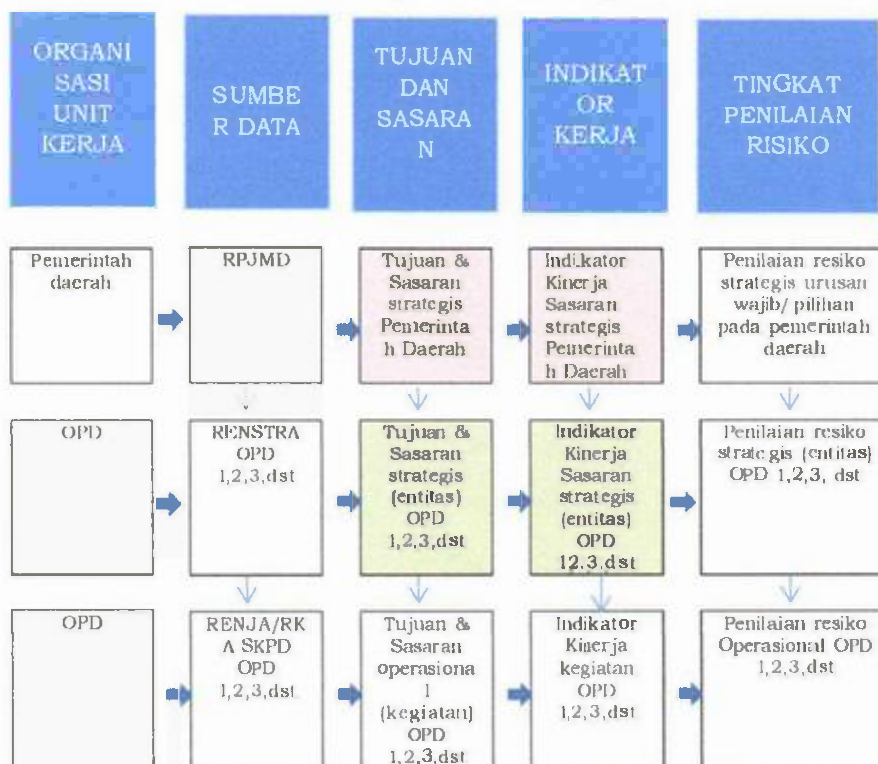 ORGANI
SASI
UNIT
KERJA
SUMBE
R DATA
TUJUAN
DAN
SASARA
N
INDIKAT
OR
KERJA
TINGKAT
PENILAIAN
RISIKO
Pemerintah
daerah
RPJMD
Tujuan &
Sasaran
strategis
Pemerinta
h Daerah
Indikator
Kinerja
Sasaran
strategis
Pemerinta
h Daerah
Penilaian resiko
strategis urusan
wajib/ pilihan
pada pemerintah
daerah
OPD
RENSTRA
OPD
1,2,3,dst
Tujuan &
Sasaran
strategis
(entitas)
OPD
1,2,3,dst
Indikator
Kinerja
Sasaran
strategis
(entitas)
OPD
12.3,dst
Penilaian resiko
strategis (entitas)
OPD 1,2,3, dst
OPD
RENJA/RK
A SKPD
OPD
1,2,3,dst
Tujuan &
Sasaran
operasiona
l
(kegiatan)
OPD
1,2,3,dst
Indikator
Kinerja
kegiatan
OPD
1,2,3,dst
Penilaian resiko
Operasional OPD
1,2,3,dst